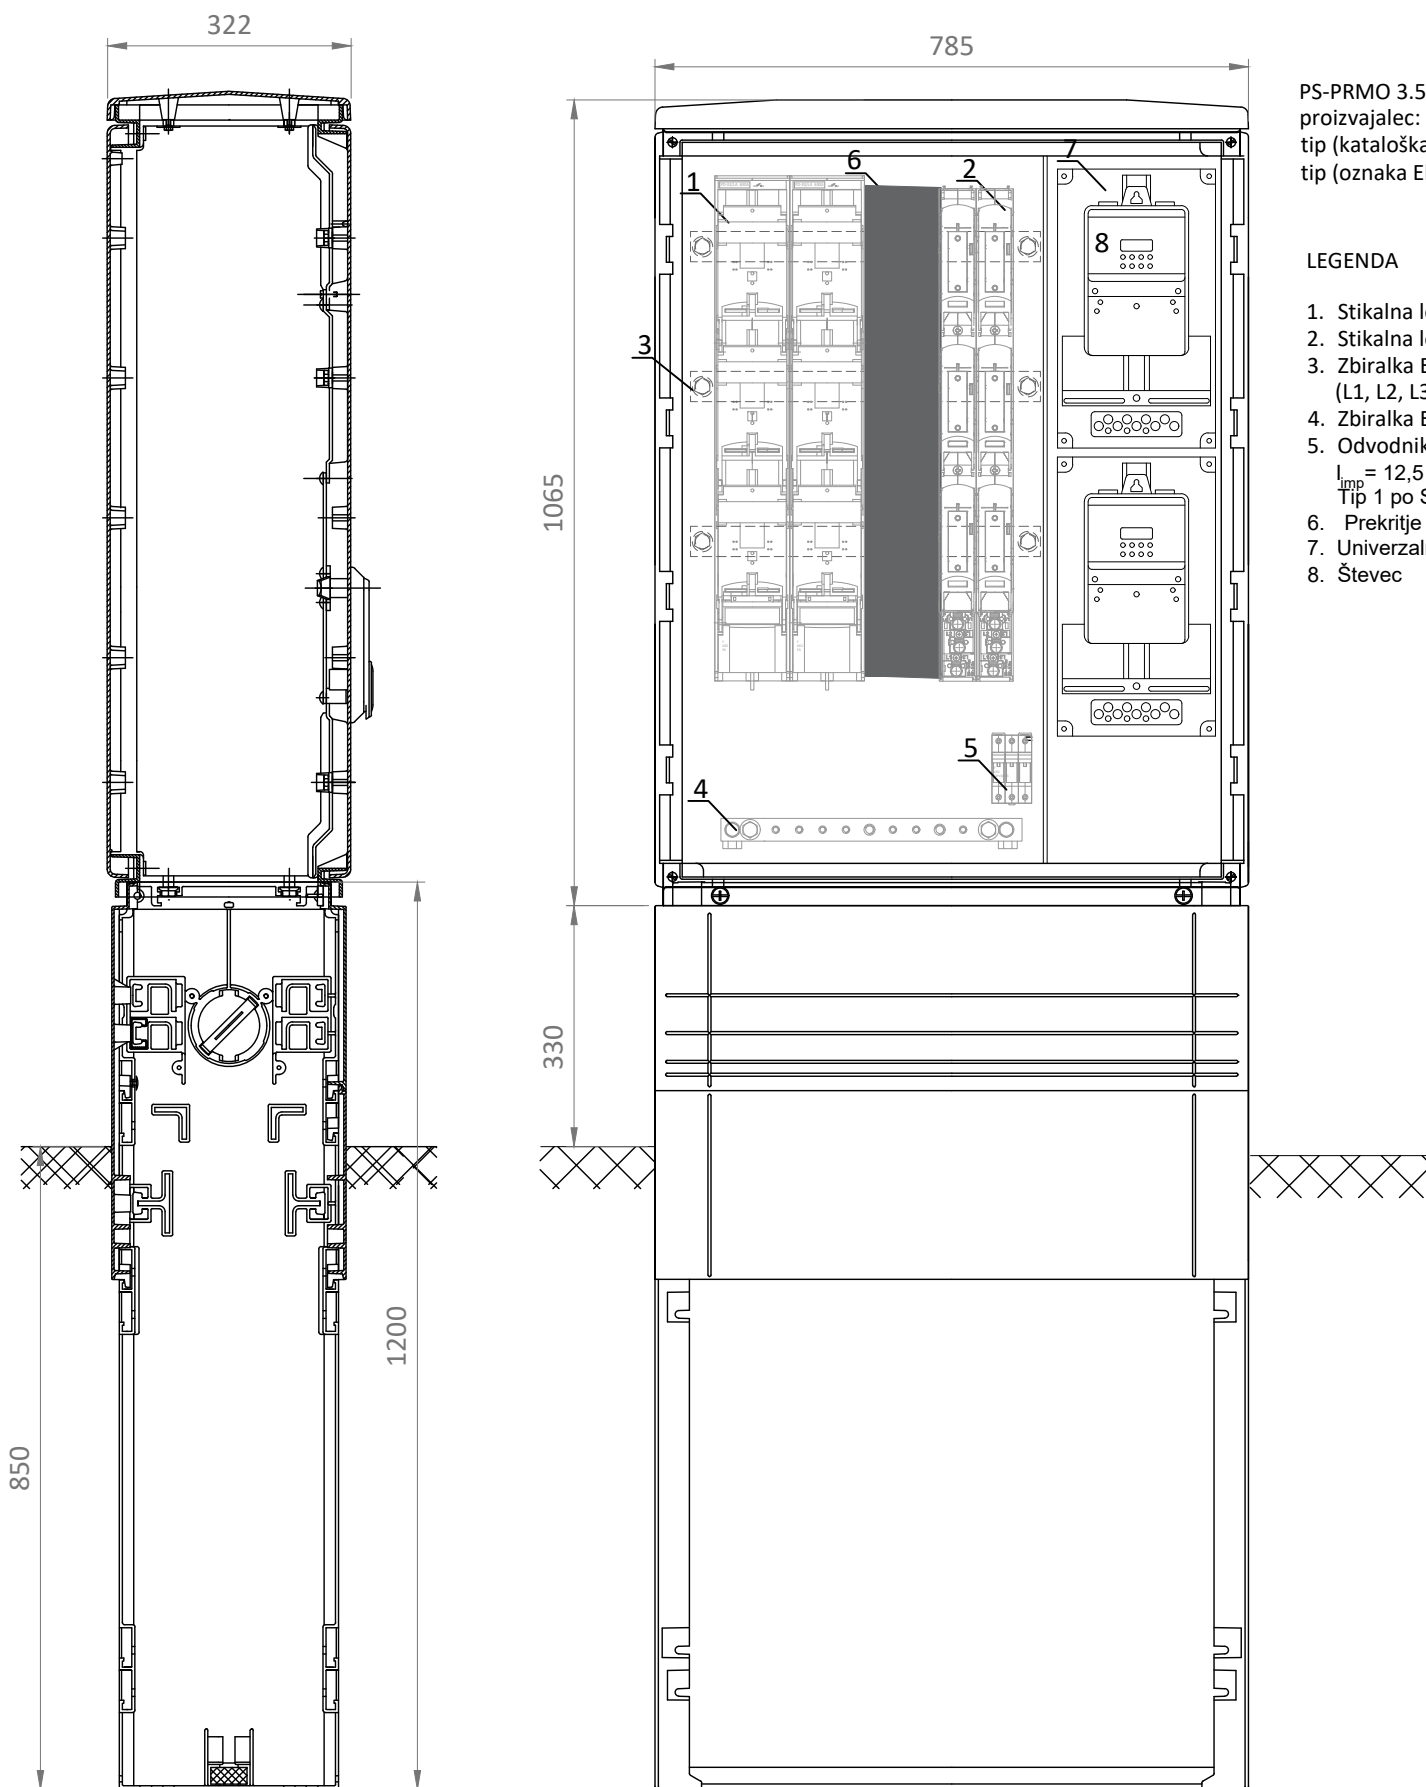 322
785
PS-PRMO 3.5
proizvajalec:
tip (kataloška
tip (oznaka
1
6
2
7
8
LEGENDA
1. Stikalna
2. Stikalna
3. Zbiralka
(L1, L2, L3
4. Zbiralka
5. Odvodnik
Iimp= 12,5
Tip 1 po
6. Prekritje
7.
8. Števec
3
1065
5
4
330
1200
850